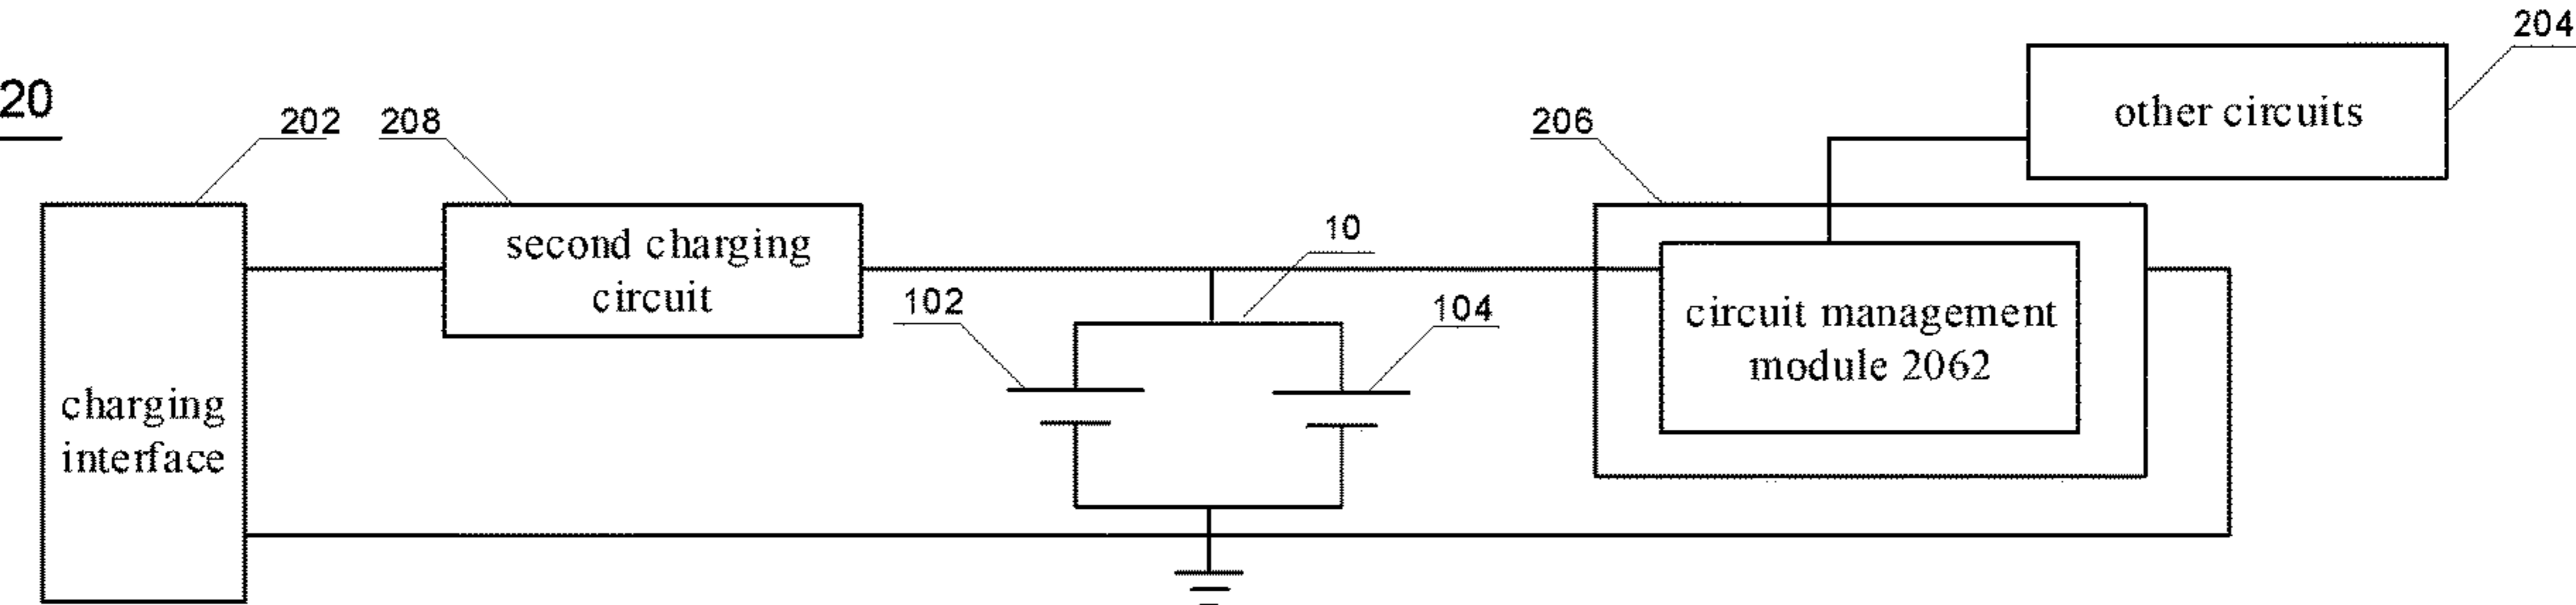 204
20
202
208
206
other circuits
10
second charging
circuit
102
104
circuit management
module 2062
charging
interface